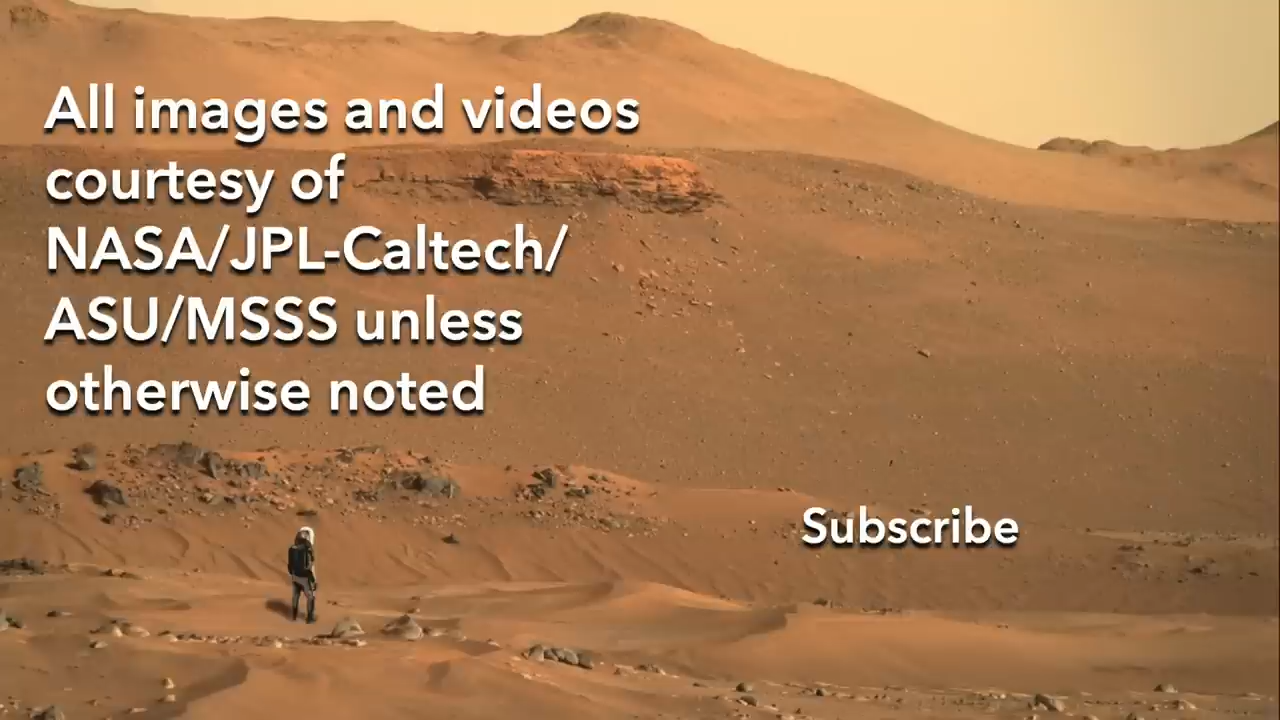 All images and videos
courtesy of
NASA/JPL-Caltech/
ASU/MSSS unless
otherwise noted
Subscribe